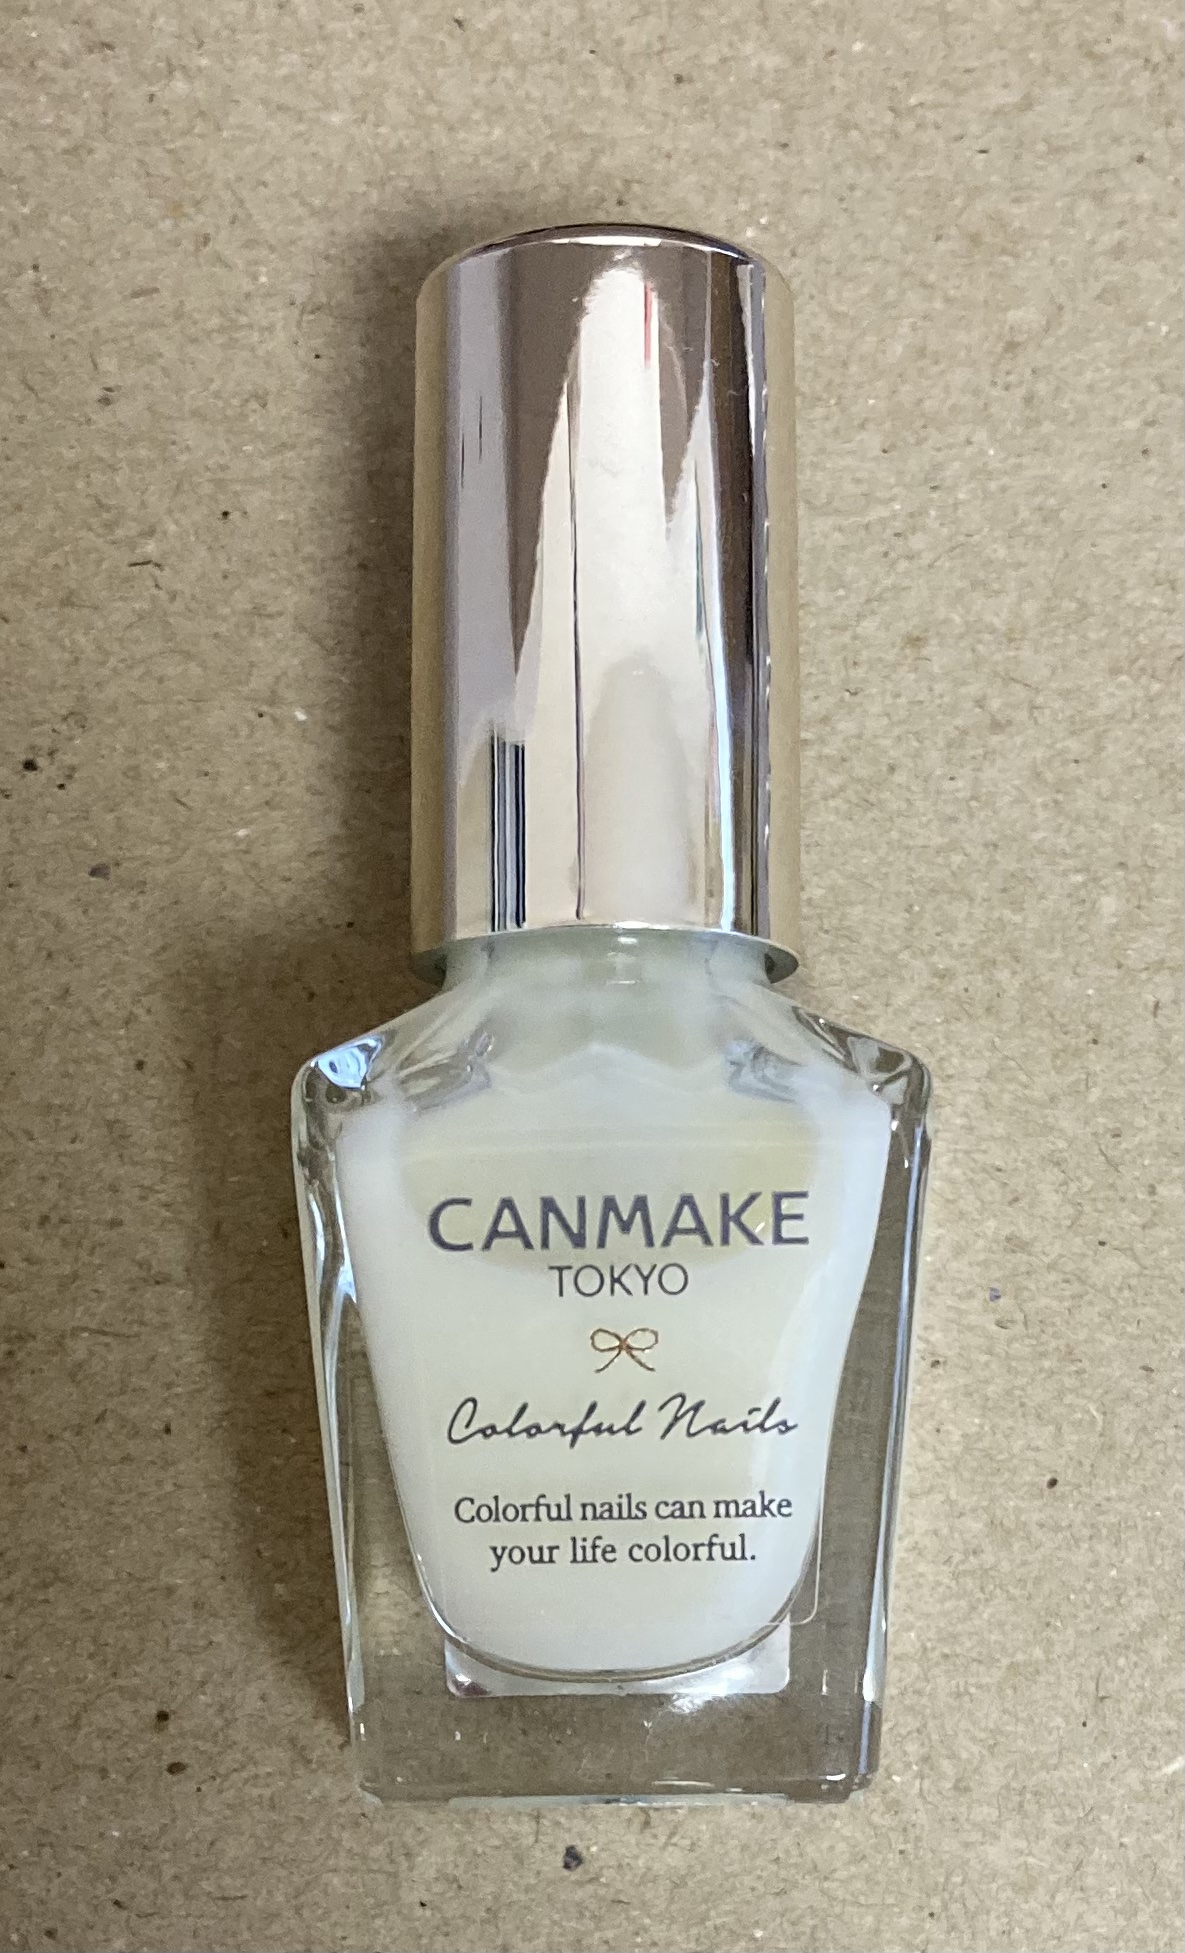 CANMAKE
TOKYO
Colorful Nails
Colorful nails can make
your life colorful.